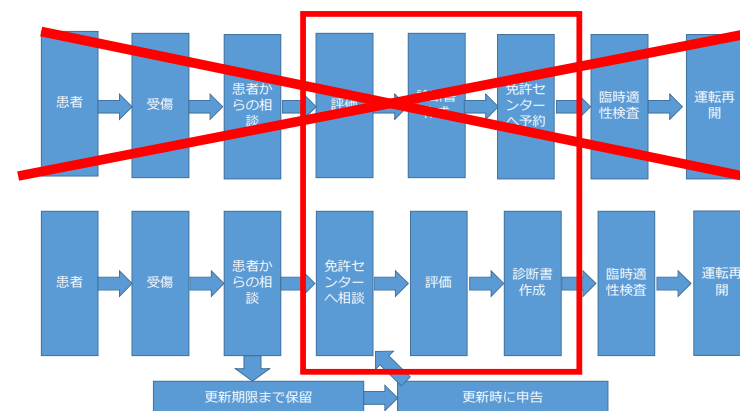 患者
受傷
患者か
らの相
談
評価
免許セ
ンター
へ予約
臨時適
性検査
運転再
開
患者
受傷
患者か
らの相
談
免許セ
ンター
へ相談
評価
診断書
作成
臨時適
性検査
運転再
開
更新期限まで保留
更新時に申告